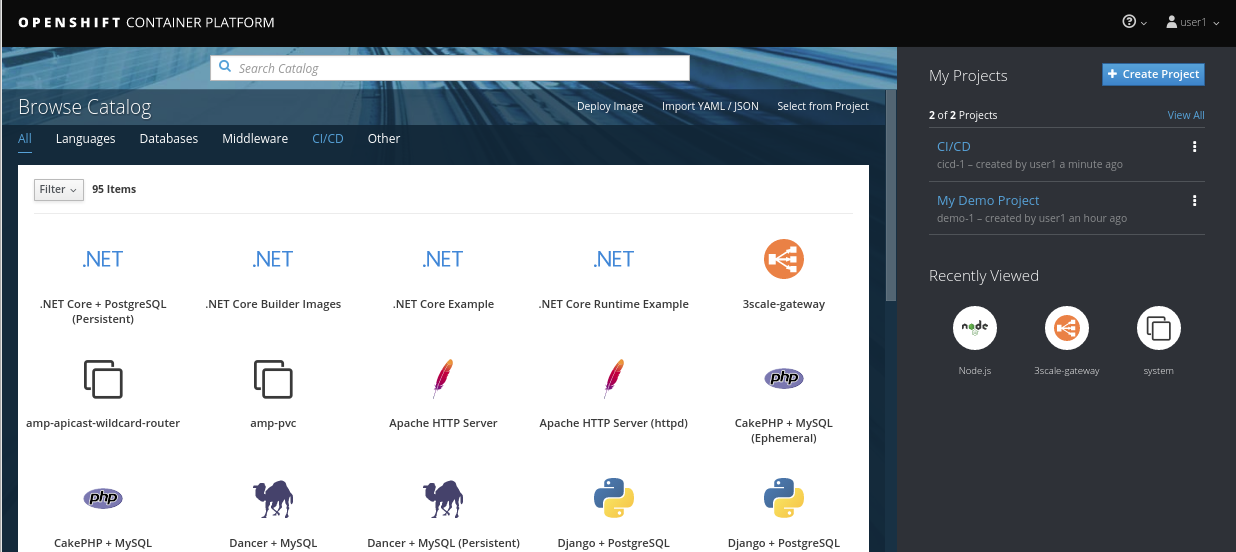 OPENSHIFT CONTAINER PLATFORM
user1
Search Catalog
Browse Catalog
Deploy Image Import YAML / JSON Select from Project
All Languages Databases Middleware CI/CD Other
Filter 95 Items
.NET .NET .NET .NET
.NET Core + PostgreSQL
(Persistent)
.NET Core Builder Images
.NET Core Example
.NET Core Runtime Example
3scale-gateway
php
amp-apicast-wildcard-router
amp-pvc
Apache HTTP Server
Apache HTTP Server (httpd)
CakePHP + MySQL
(Ephemeral)
php
CakePHP + MySQL
Dancer + MySQL
Dancer + MySQL (Persistent)
Django + PostgreSQL
Django + PostgreSQL
My Projects
Create Project
2 of 2 Projects
View All
CI/CD
cicd-1 – created by user1 a minute ago
My Demo Project
demo-1 – created by user1 an hour ago
Recently Viewed
node
Node.js
3scale-gateway
system